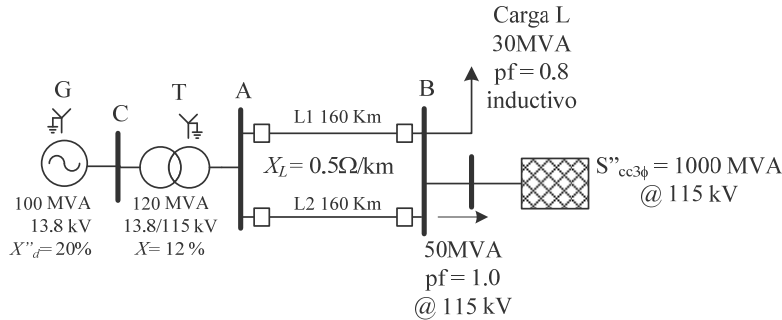 Carga L
30MVA
pf = 0.8
inductivo
G
T
A
B
C
L1 160 Km
X_L = 0.5Ω/km
S”cc3ϕ = 1000 MVA
@ 115 kV
100 MVA
13.8 kV
X”d=20%
120 MVA
13.8/115 kV
X= 12 %
L2 160 Km
50MVA
pf = 1.0
@ 115 kV